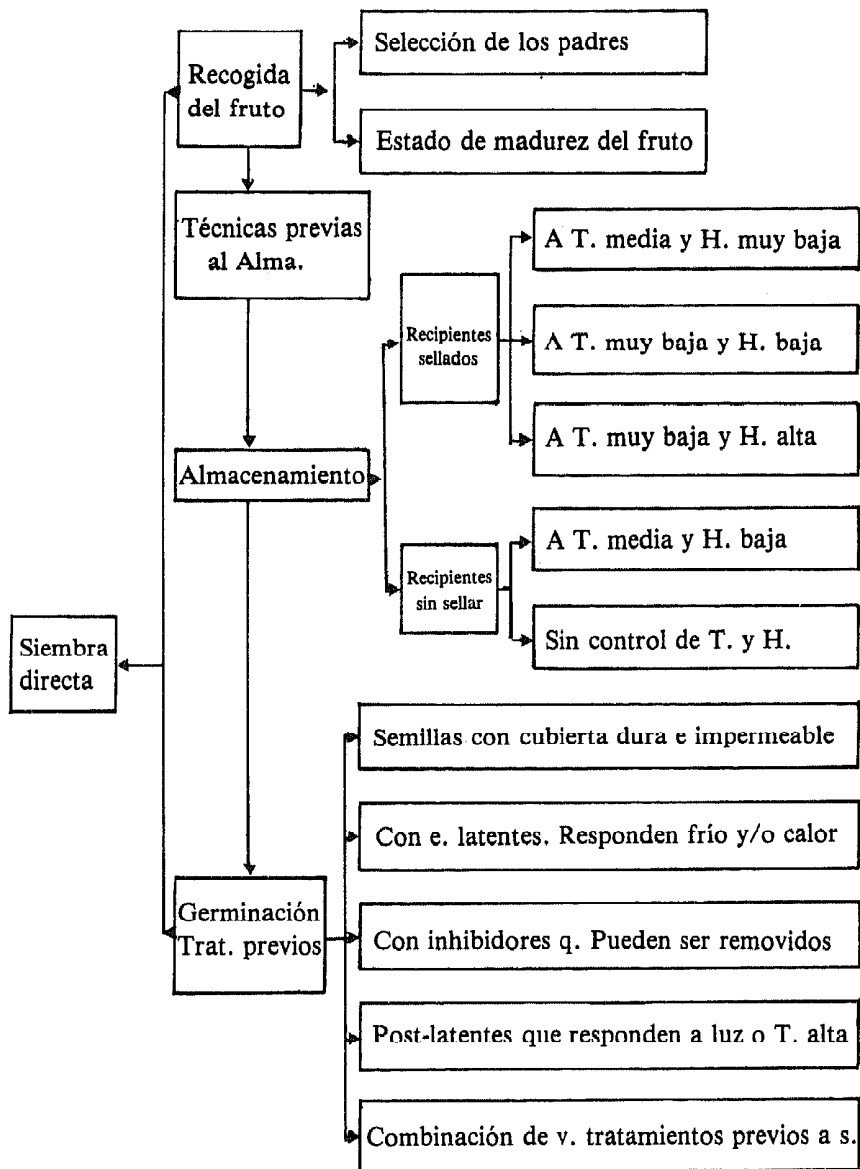 Recogida
del fruto
Selección de los padres
Estado de madurez del fruto
Técnicas previas
al Alma.
Almacenamiento
Recipientes
sellados
A T. media y H. muy baja
A T. muy baja y H. baja
A T. muy baja y H. alta
Recipientes
sin sellar
A T. media y H. baja
Sin control de T. y H.
Siembra
directa
Germinación
Trat. previos
Semillas con cubierta dura e impermeable
Con e. latentes. Responden frío y/o calor
Con inhibidores q. Pueden ser removidos
Post-latentes que responden a luz o T. alta
Combinación de v. tratamientos previos a s.